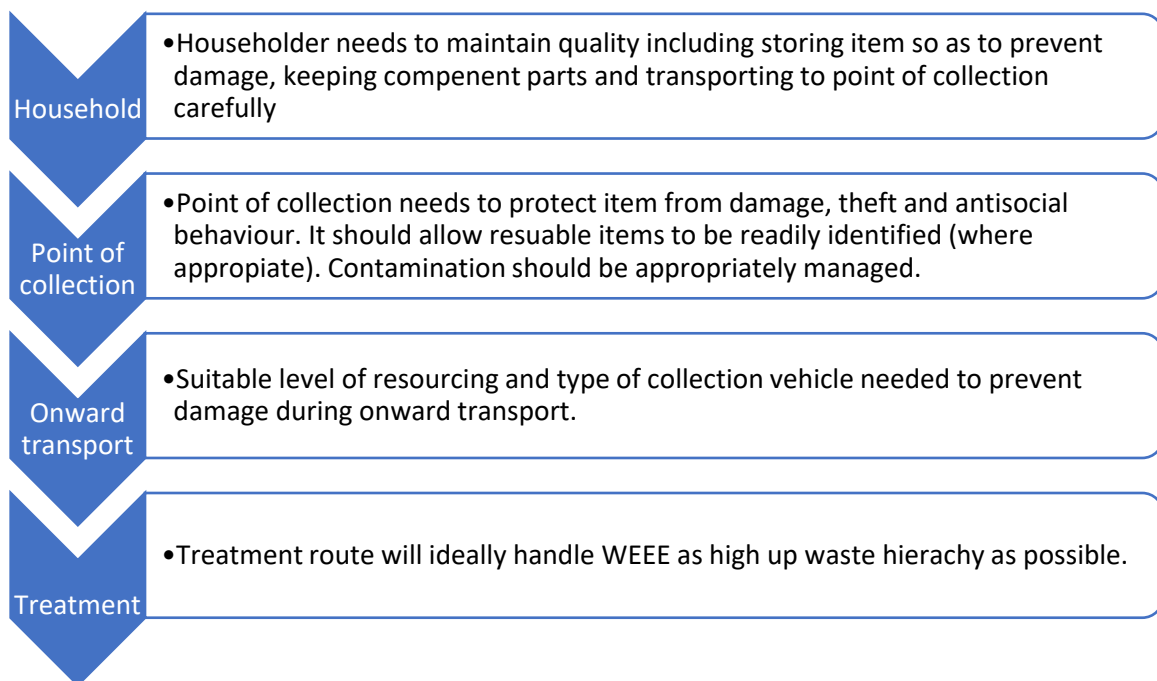 Household
•Householder needs to maintain quality including storing item so as to prevent
damage, keeping compenent parts and transporting to point of collection
carefully
Point of
collection
•Point of collection needs to protect item from damage, theft and antisocial
behaviour. It should allow resuable items to be readily identified (where
appropiate). Contamination should be appropriately managed.
Onward
transport
•Suitable level of resourcing and type of collection vehicle needed to prevent
damage during onward transport.
Treatment
•Treatment route will ideally handle WEEE as high up waste hierachy as possible.